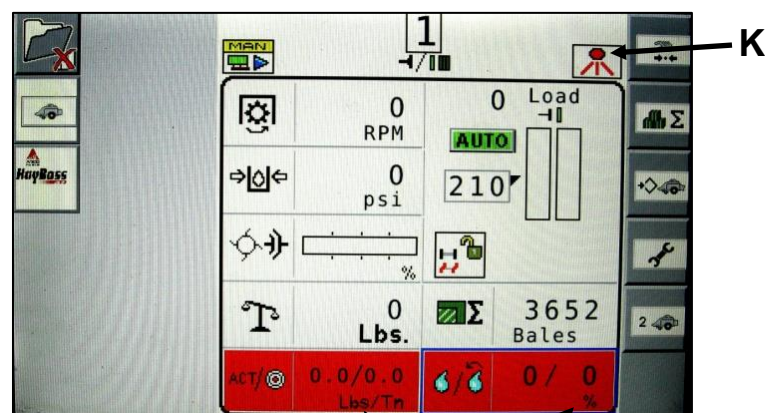 1
K
MAN
0
RPM
0 Load
AUTO
HayBoss
0
psi
210
%
0
Lbs.
3652
Bales
Σ
Σ
2
ACT/
0.0/0.0
Lbs/Tn
0/ 0
%